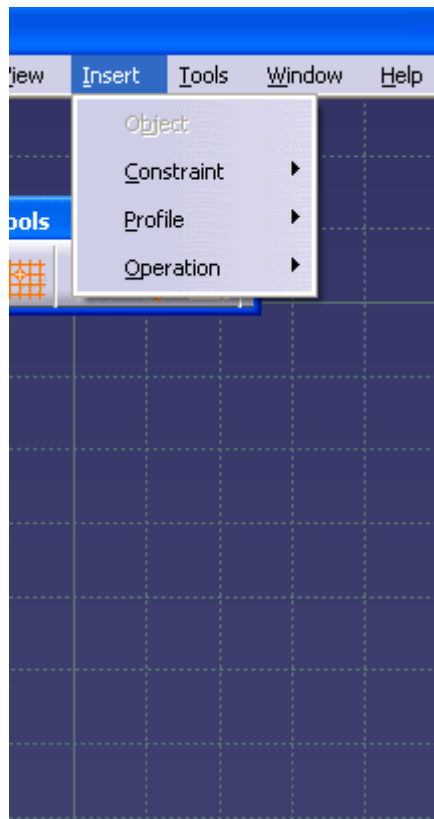 iew Insert Tools Window Help
Object
Constraint
Profile
ools
Operation